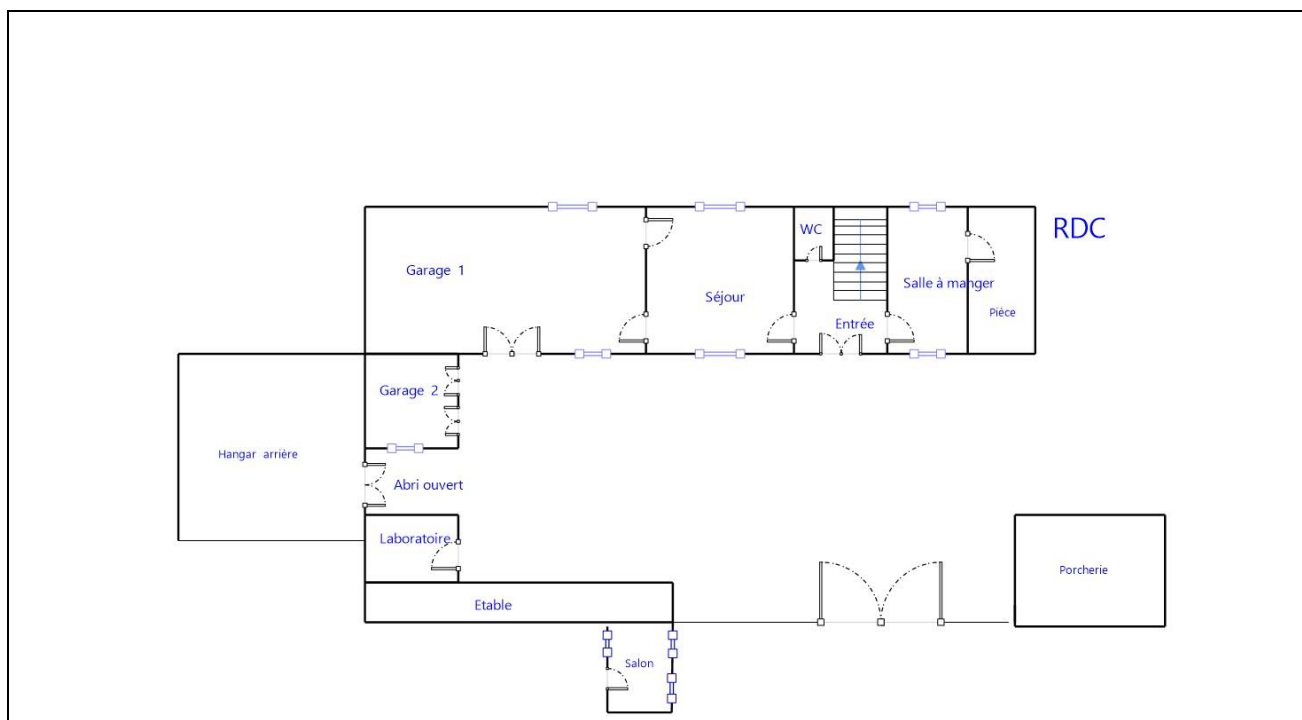 RDC
WC
Garage 1
Séjour
Salle à manger
Pièce
Entrée
Garage 2
Hangar arrière
Abri ouvert
Laboratoire
Porcherie
Etable
Salon